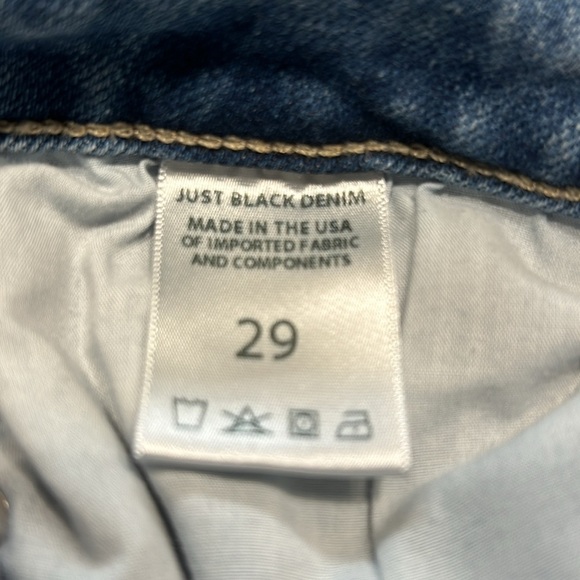 JUST BLACK DENIM
MADE IN THE USA
OF IMPORTED FABRIC
AND COMPONENTS
29